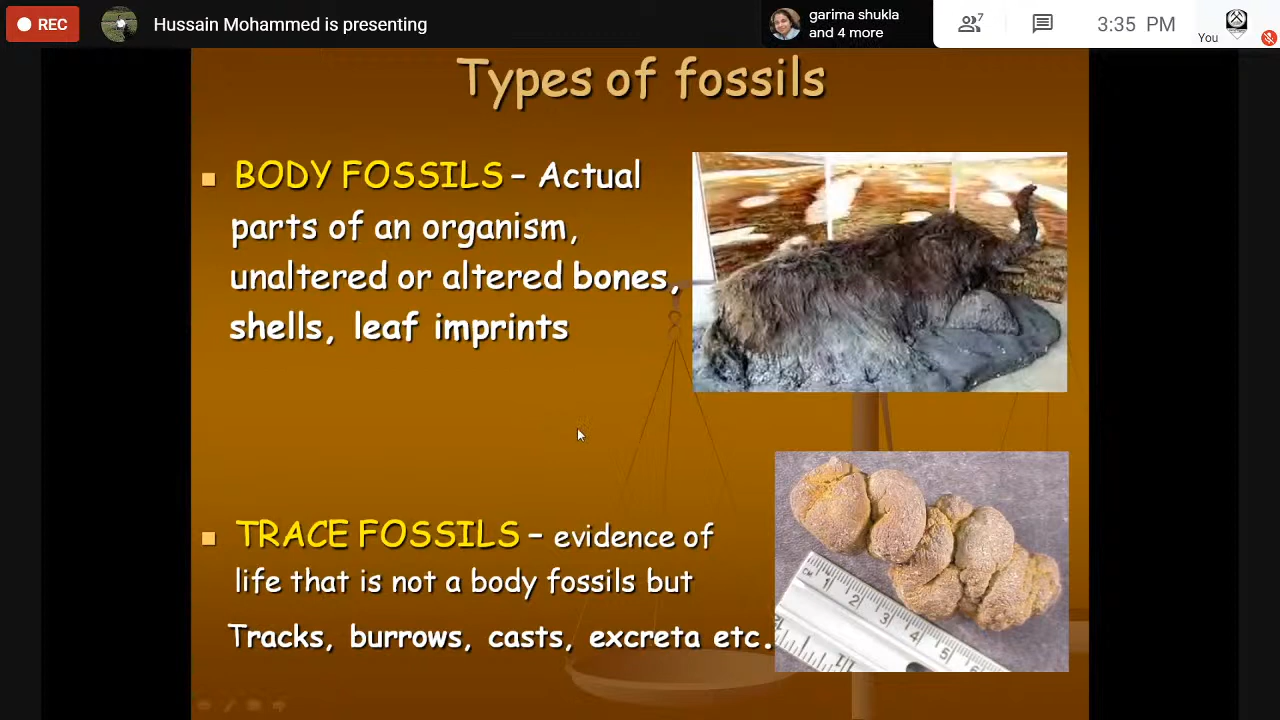 REC
Hussain Mohammed is presenting
garima shukla
and 4 more
7
3:35 PM
You
Types of fossils
BODY FOSSILS – Actual
parts of an organism,
unaltered or altered bones,
shells, leaf imprints
TRACE FOSSILS – evidence of
life that is not a body fossils but
Tracks, burrows, casts, excreta etc.
CM 1 2 3 4 5 6